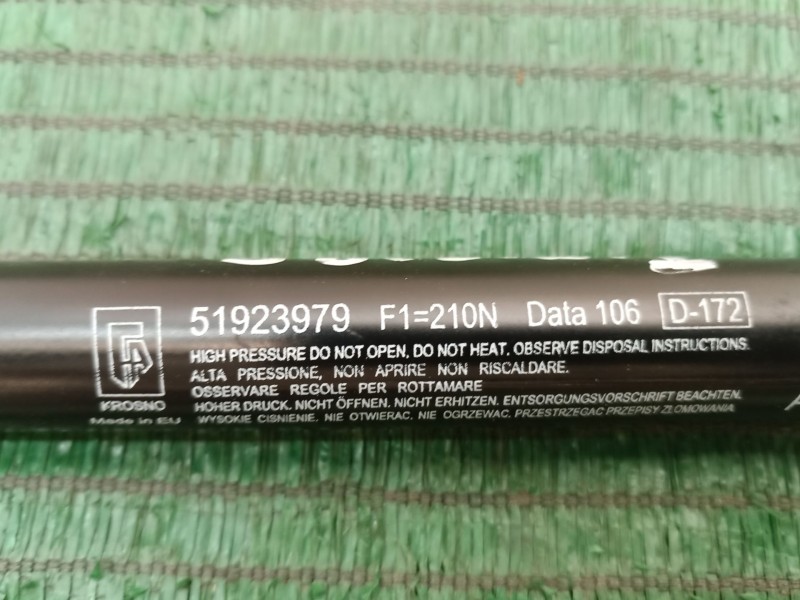 51923979 F1=210N Data 106 D-172
HIGH PRESSURE DO NOT OPEN, DO NOT HEAT. OBSERVE DISPOSAL INSTRUCTIONS.
ALTA PRESSIONE, NON APRIRE NON RISCALDARE.
OSSERVARE REGOLE PER ROTTAMARE
HOHER DRUCK. NICHT ÖFFNEN. NICHT ERHITZEN. ENTSORGUNGSVORSCHRIFT BEACHTEN.
WYSOKIE CIŚNIENIE. NIE OTWIERAC. NIE OGRZEWAC. PRZESTRZEGAC PRZEPISY ZŁOMOWANIA
KROSNO
Made in EU